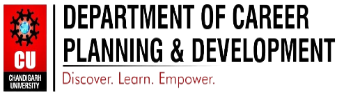 CU
CHANDIGARH
UNIVERSITY
DEPARTMENT OF CAREER
PLANNING & DEVELOPMENT
Discover. Learn. Empower.